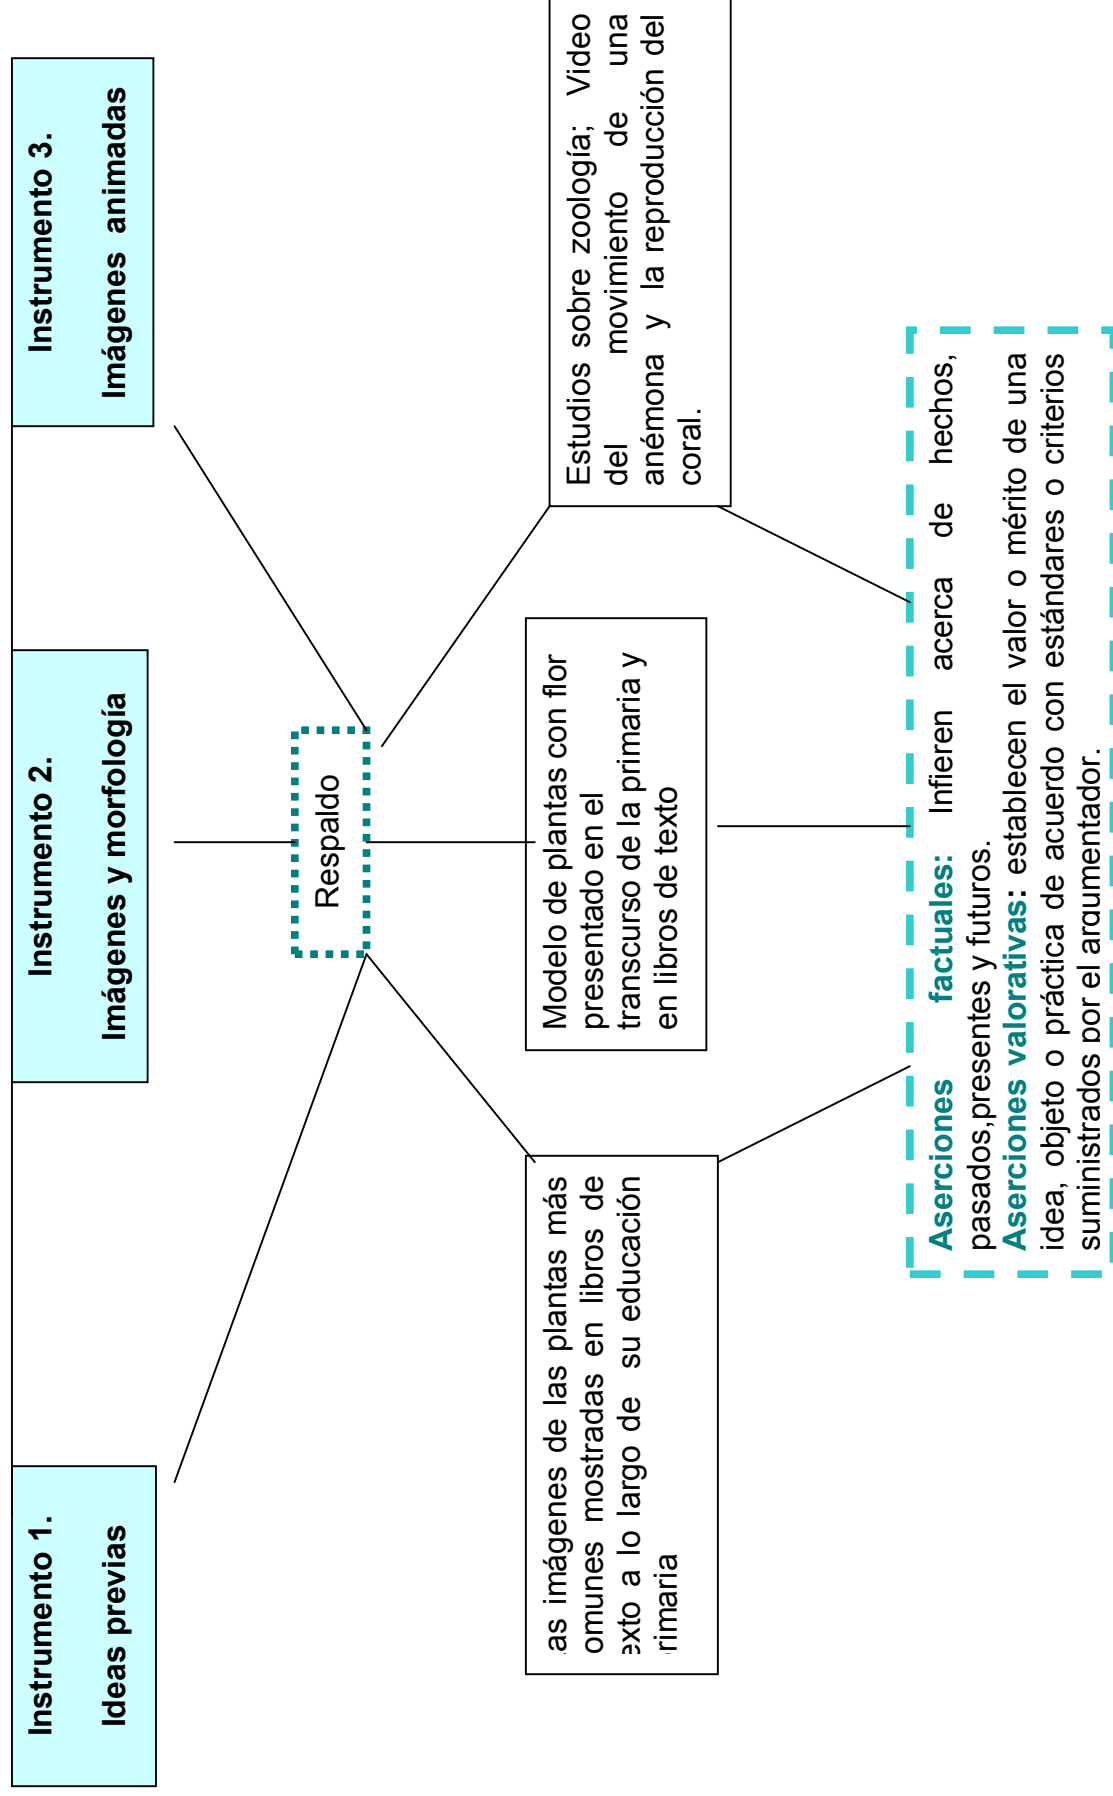 Instrumento 1.
Ideas previas
Instrumento 2.
Imágenes y morfología
Instrumento 3.
Imágenes animadas
Respaldo
as imágenes de las plantas más
omunes mostradas en libros de
exto a lo largo de su educación
rimaria
Modelo de plantas con flor
presentado en el
transcurso de la primaria y
en libros de texto
Estudios sobre zoología; Video
del movimiento de una
anémona y la reproducción del
coral.
Aserciones factuales: Infieren acerca de hechos,
pasados,presentes y futuros.
Aserciones valorativas: establecen el valor o mérito de una
idea, objeto o práctica de acuerdo con estándares o criterios
suministrados por el argumentador.